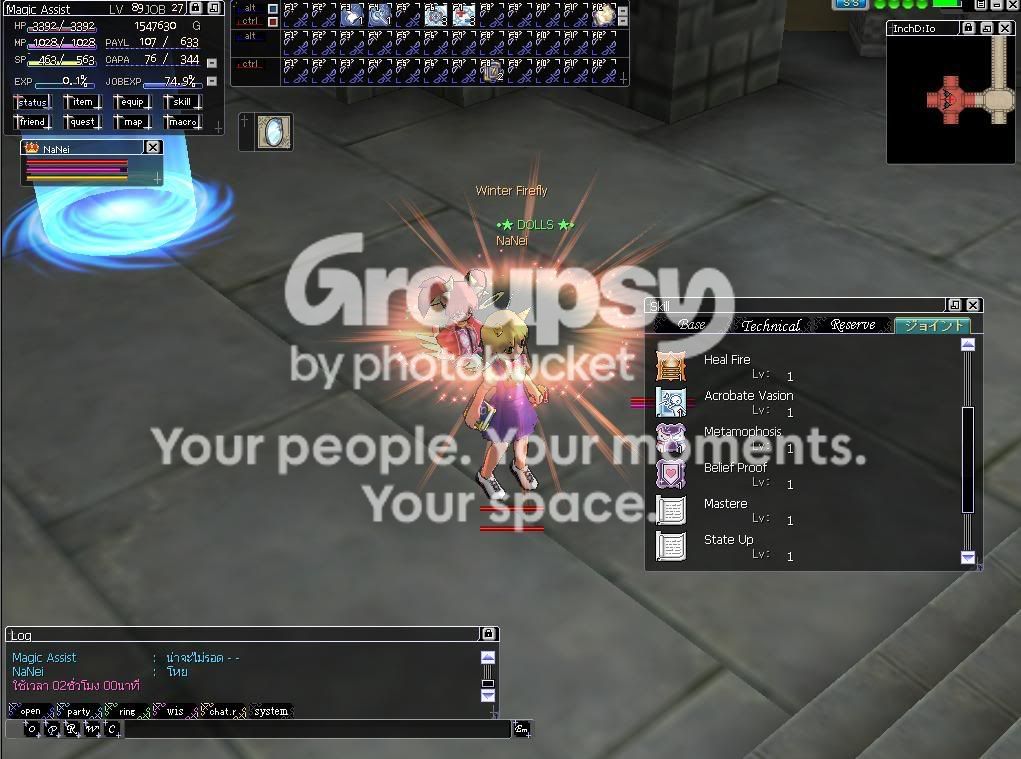 Magic Assist LV 89 JOB 27
HP 3392/ 3392 1547630 G
MP 1028/ 1028 PAYL 107 / 633
SP 463/ 563 CAPA 76 / 344
EXP 0.1% JOBEXP 74.9%
status item equip skill
friend quest map macro
NaNei
alt
ctrl
alt
ctrl
InchD:Io
Winter Firefly
•★ DOLLS ★•
NaNei
Groupsy
by photobucket
Your people. Your moments.
Your space.
Skill
Base Technical Reserve ジョイント
Heal Fire
Lv: 1
Acrobate Vasion
Lv: 1
Metamophosis
Lv: 1
Belief Proof
Lv: 1
Mastere
Lv: 1
State Up
Lv: 1
Log
Magic Assist : น่าจะไม่รอด - -
NaNei : โหย
ใช้เวลา 02ชั่วโมง 00นาที
open party ring wis chat.r system
O P R W C Em